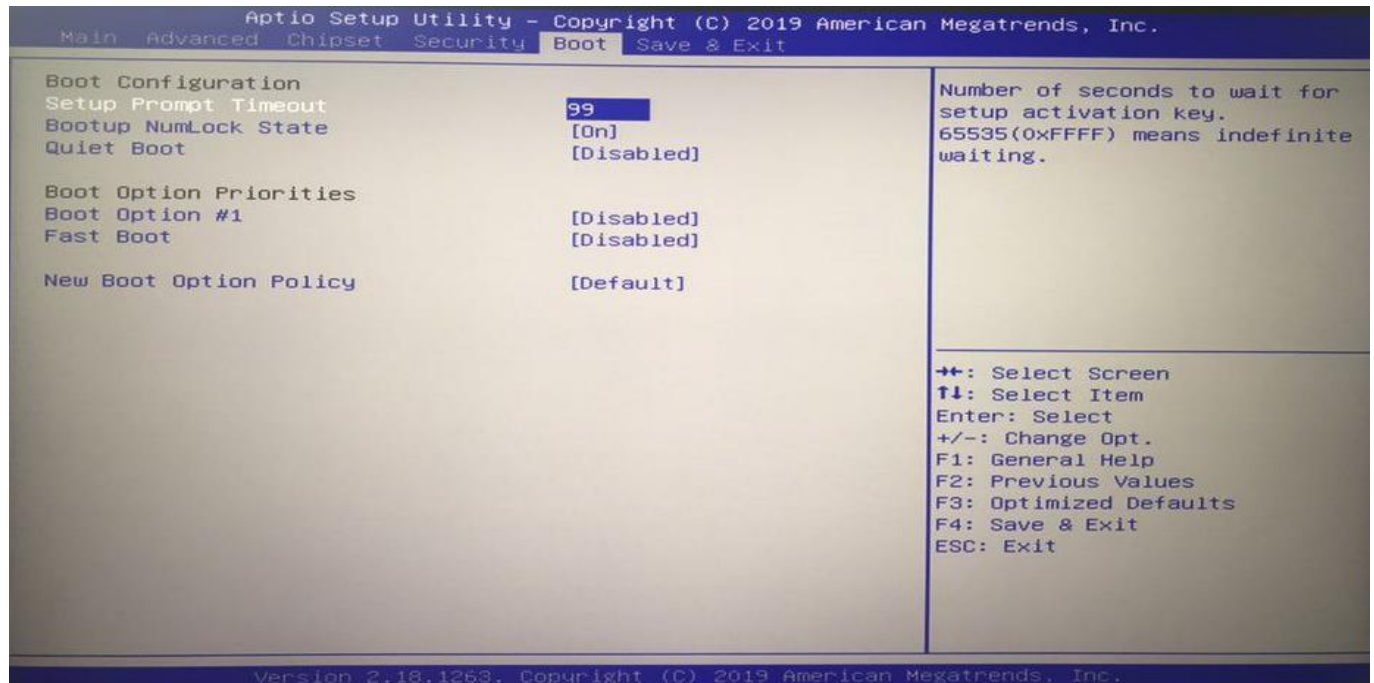 Aptio Setup Utility – Copyright (C) 2019 American Megatrends, Inc.
Main Advanced Chipset Security Boot Save & Exit
Boot Configuration
Setup Prompt Timeout 99
Bootup NumLock State [On]
Quiet Boot [Disabled]
Boot Option Priorities
Boot Option #1 [Disabled]
Fast Boot [Disabled]
New Boot Option Policy [Default]
Number of seconds to wait for
setup activation key.
65535(0xFFFF) means indefinite
waiting.
→←: Select Screen
↑↓: Select Item
Enter: Select
+/-: Change Opt.
F1: General Help
F2: Previous Values
F3: Optimized Defaults
F4: Save & Exit
ESC: Exit
Version 2.18.1263. Copyright (C) 2019 American Megatrends, Inc.